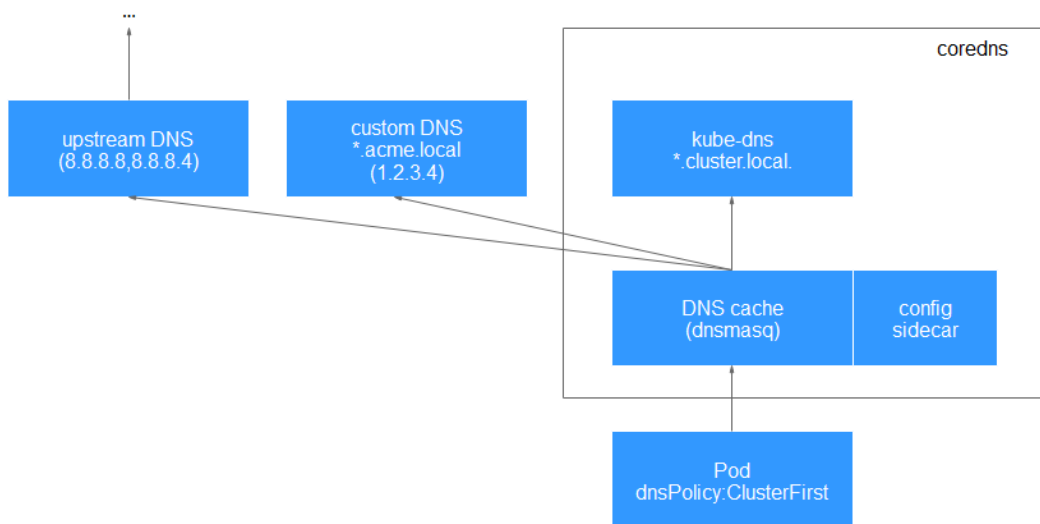 ...
coredns
upstream DNS
(8.8.8.8,8.8.8.4)
custom DNS
*.acme.local
(1.2.3.4)
kube-dns
*.cluster.local.
DNS cache
(dnsmasq)
config
sidecar
Pod
dnsPolicy:ClusterFirst